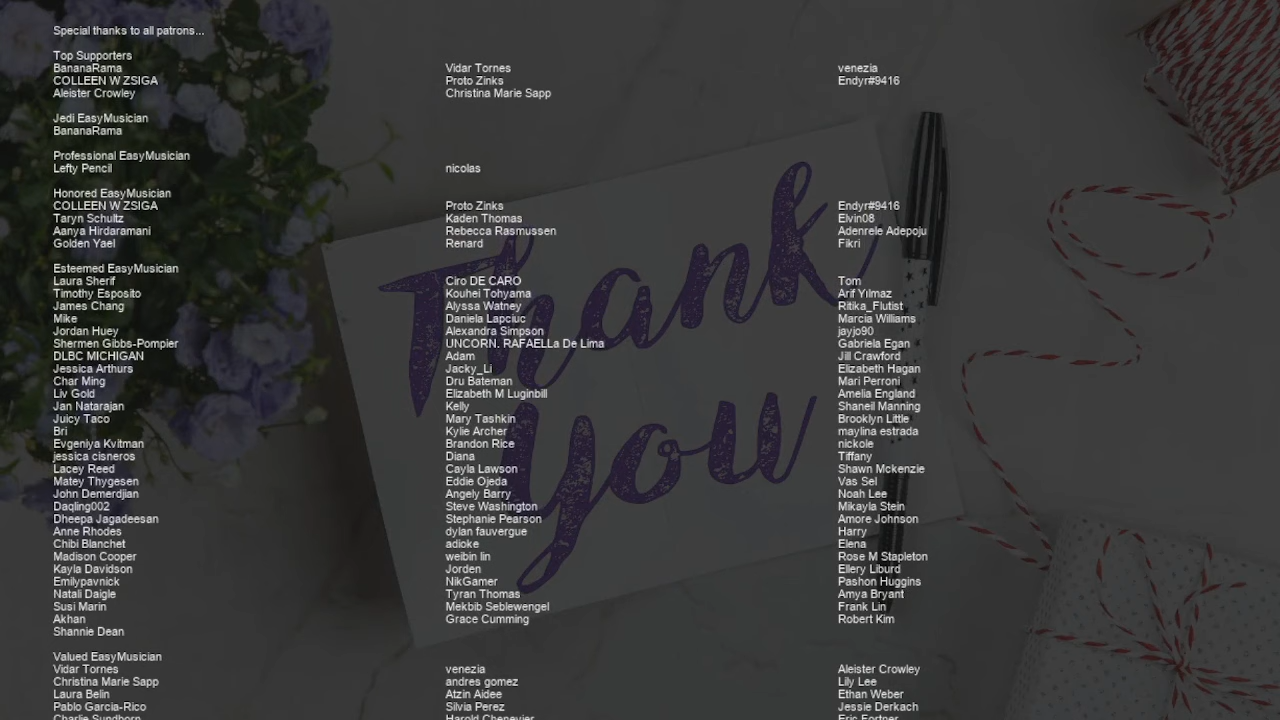 Special thanks to all patrons...
Top Supporters
BananaRama Vidar Tornes venezia
COLLEEN W ZSIGA Proto Zinks Endyr#9416
Aleister Crowley Christina Marie Sapp
Jedi EasyMusician
BananaRama
Professional EasyMusician
Lefty Pencil nicolas
Honored EasyMusician
COLLEEN W ZSIGA Proto Zinks Endyr#9416
Taryn Schultz Kaden Thomas Elvin08
Aanya Hirdaramani Rebecca Rasmussen Adenrele Adepoju
Golden Yael Renard Fikri
Esteemed EasyMusician
Laura Sherif Ciro DE CARO Tom
Timothy Esposito Kouhei Tohyama Arif Yılmaz
James Chang Alyssa Watney Ritika_Flutist
Mike Daniela Lapciuc Marcia Williams
Jordan Huey Alexandra Simpson jayjo90
Shermen Gibbs-Pompier UNCORN. RAFAELLa De Lima Gabriela Egan
DLBC MICHIGAN Adam Jill Crawford
Jessica Arthurs Jacky_Li Elizabeth Hagan
Char Ming Dru Bateman Mari Perroni
Liv Gold Elizabeth M Luginbill Amelia England
Jan Natarajan Kelly Shaneil Manning
Juicy Taco Mary Tashkin Brooklyn Little
Bri Kylie Archer maylina estrada
Evgeniya Kvitman Brandon Rice nickole
jessica cisneros Diana Tiffany
Lacey Reed Cayla Lawson Shawn Mckenzie
Matey Thygesen Eddie Ojeda Vas Sel
John Demerdjian Angely Barry Noah Lee
Daqling002 Steve Washington Mikayla Stein
Dheepa Jagadeesan Stephanie Pearson Amore Johnson
Anne Rhodes dylan fauvergue Harry
Chibi Blanchet adioke Elena
Madison Cooper weibin lin Rose M Stapleton
Kayla Davidson Jorden Ellery Liburd
Emilypavnick NikGamer Pashon Huggins
Natali Daigle Tyran Thomas Amya Bryant
Susi Marin Mekbib Seblewengel Frank Lin
Akhan Grace Cumming Robert Kim
Shannie Dean
Valued EasyMusician
Vidar Tornes venezia Aleister Crowley
Christina Marie Sapp andres gomez Lily Lee
Laura Belin Atzin Aidee Ethan Weber
Pablo Garcia-Rico Silvia Perez Jessie Derkach
Charlie Sundborn Harold Chenevier Eric Fortner
Thank
you